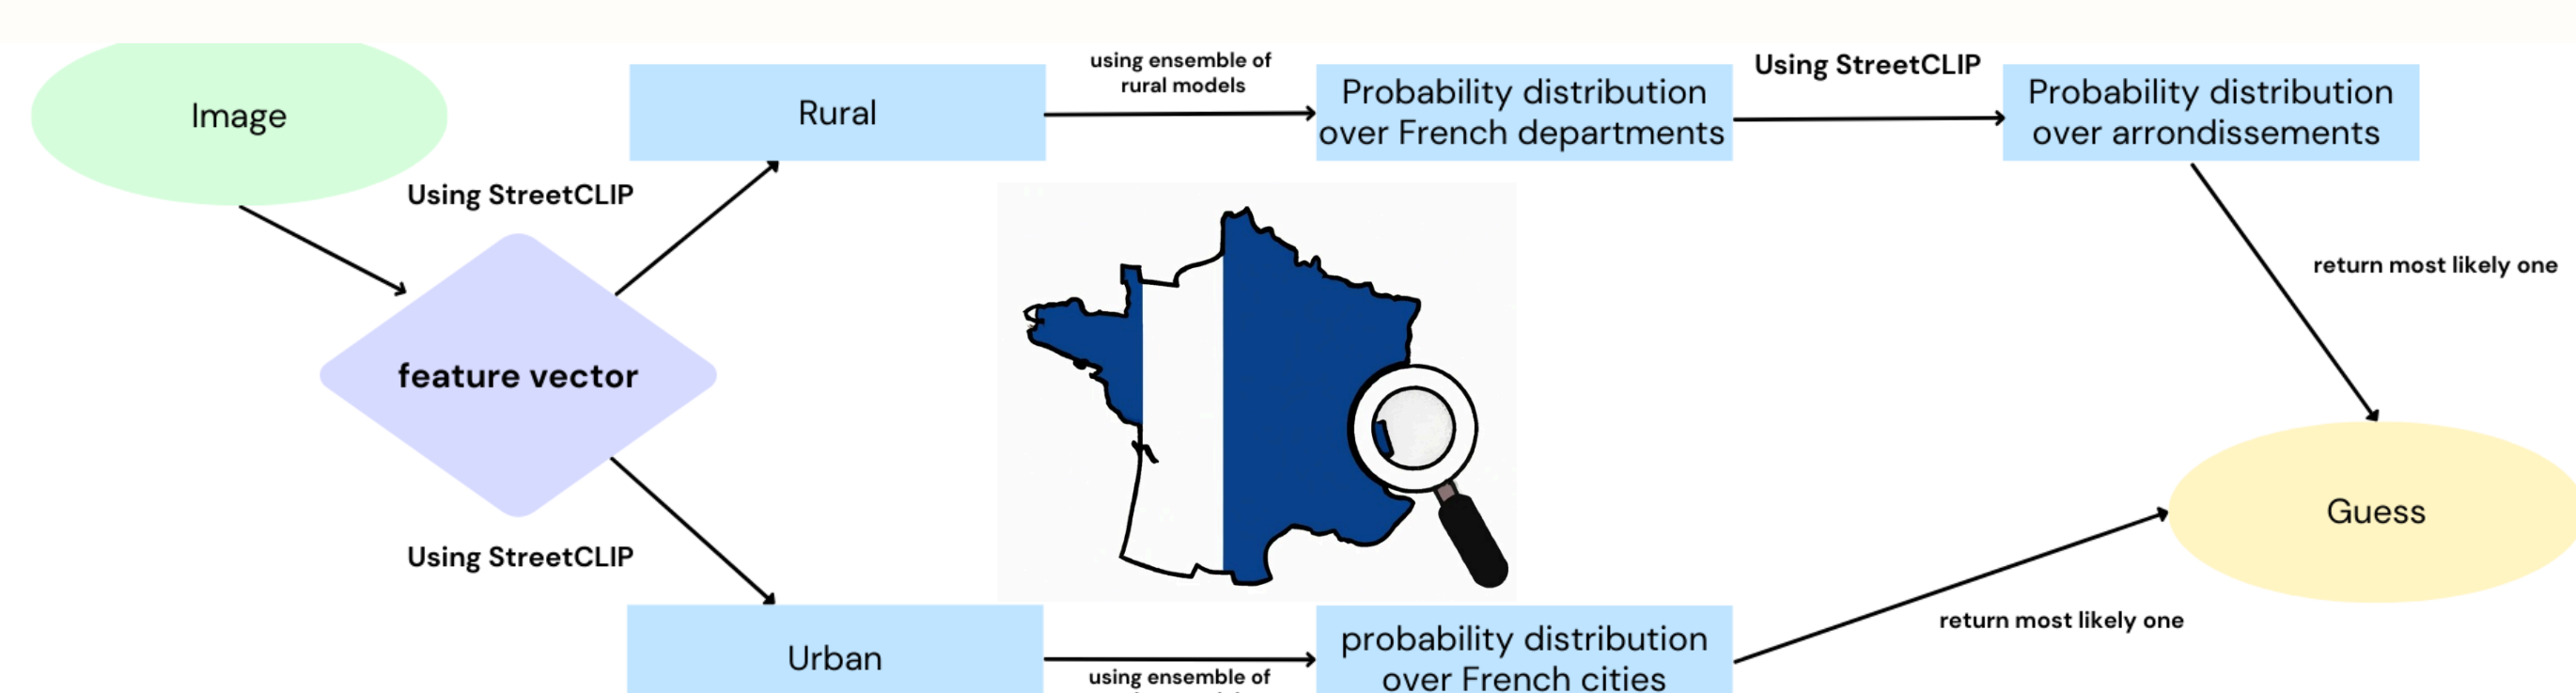 Image
Using StreetCLIP
feature vector
Using StreetCLIP
Rural
using ensemble of
rural models
Probability distribution
over French departments
Using StreetCLIP
Probability distribution
over arrondissements
return most likely one
Urban
using ensemble of
probability distribution
over French cities
return most likely one
Guess